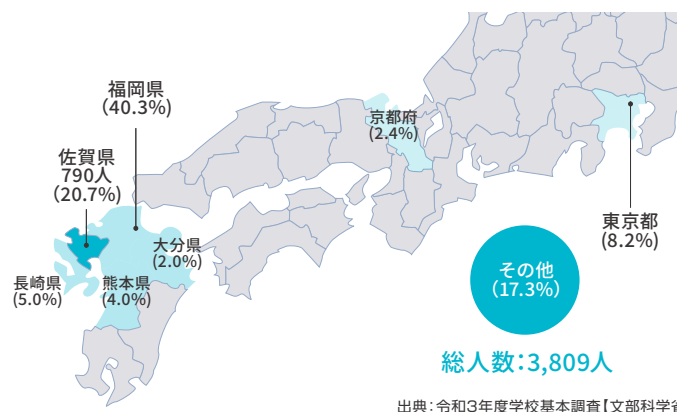 福岡県
（40.3%）
佐賀県
790人
（20.7%）
大分県
（2.0%）
長崎県
（5.0%）
熊本県
（4.0%）
京都府
（2.4%）
東京都
（8.2%）
その他
（17.3%）
総人数：3,809人
出典：令和3年度学校基本調査【文部科学省